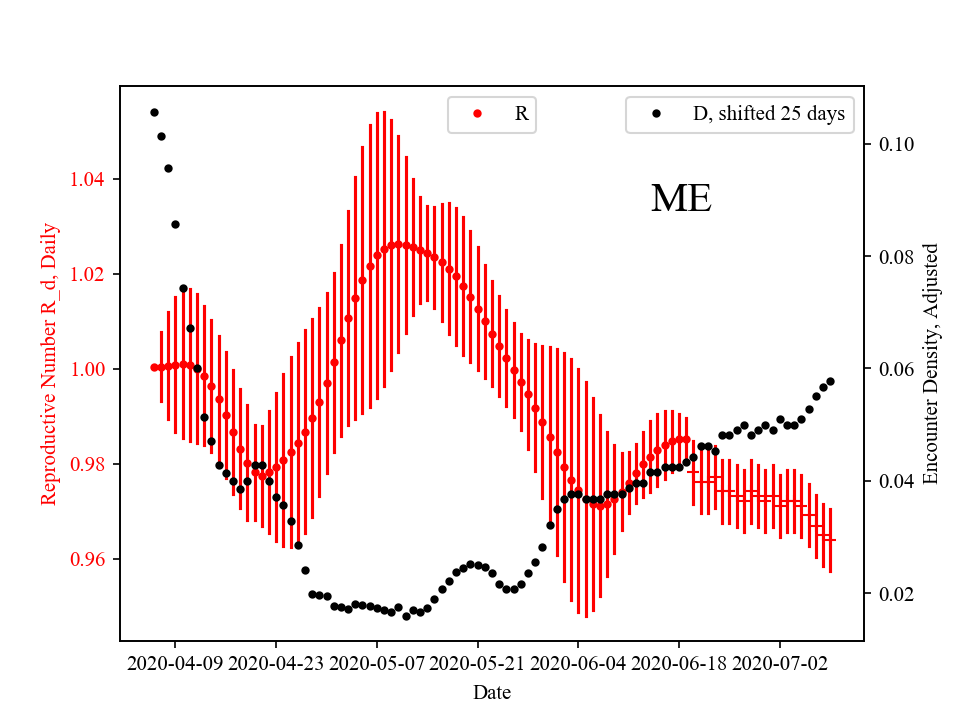 R
D, shifted 25 days
ME
Reproductive Number R_d, Daily
1.04
1.02
1.00
0.98
0.96
0.10
0.08
0.06
0.04
0.02
Encounter Density, Adjusted
2020-04-09 2020-04-23 2020-05-07 2020-05-21 2020-06-04 2020-06-18 2020-07-02
Date